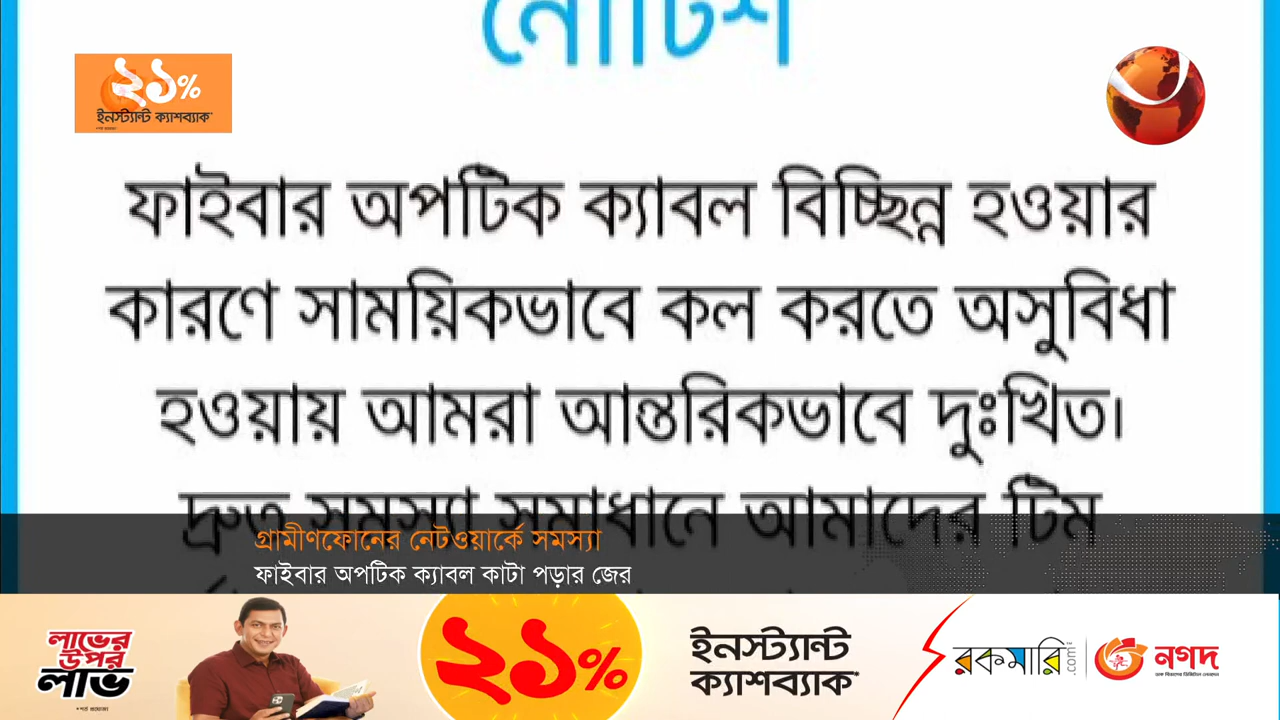 নোটিশ
২১%
ইনস্ট্যান্ট ক্যাশব্যাক*
ফাইবার অপটিক ক্যাবল বিচ্ছিন্ন হওয়ার
কারণে সাময়িকভাবে কল করতে অসুবিধা
হওয়ায় আমরা আন্তরিকভাবে দুঃখিত।
দ্রুত সমস্যা সমাধানে আমাদের টিম
গ্রামীণফোনের নেটওয়ার্কে সমস্যা
ফাইবার অপটিক ক্যাবল কাটা পড়ার জের
লাভের
উপর
লাভ
২১%
ইনস্ট্যান্ট
ক্যাশব্যাক*
রকমারি.com
নগদ